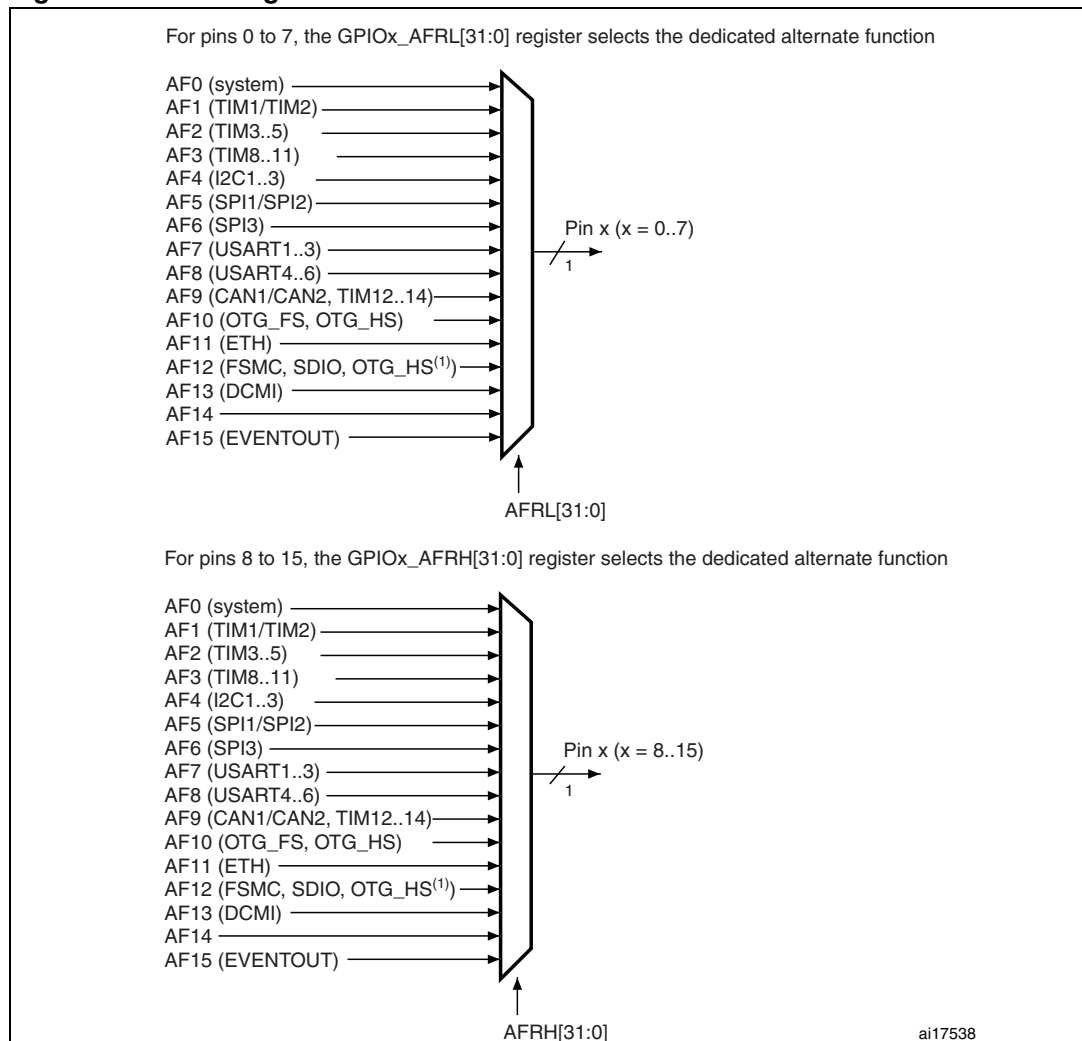 For pins 0 to 7, the GPIOx_AFRL[31:0] register selects the dedicated alternate function
AF0 (system)
AF1 (TIM1/TIM2)
AF2 (TIM3..5)
AF3 (TIM8..11)
AF4 (I2C1..3)
AF5 (SPI1/SPI2)
AF6 (SPI3)
AF7 (USART1..3)
AF8 (USART4..6)
AF9 (CAN1/CAN2, TIM12..14)
AF10 (OTG_FS, OTG_HS)
AF11 (ETH)
AF12 (FSMC, SDIO, OTG_HS(1))
AF13 (DCMI)
AF14
AF15 (EVENTOUT)
Pin x (x = 0..7)
1
AFRL[31:0]
For pins 8 to 15, the GPIOx_AFRH[31:0] register selects the dedicated alternate function
AF0 (system)
AF1 (TIM1/TIM2)
AF2 (TIM3..5)
AF3 (TIM8..11)
AF4 (I2C1..3)
AF5 (SPI1/SPI2)
AF6 (SPI3)
AF7 (USART1..3)
AF8 (USART4..6)
AF9 (CAN1/CAN2, TIM12..14)
AF10 (OTG_FS, OTG_HS)
AF11 (ETH)
AF12 (FSMC, SDIO, OTG_HS(1))
AF13 (DCMI)
AF14
AF15 (EVENTOUT)
Pin x (x = 8..15)
1
AFRH[31:0]
ai17538